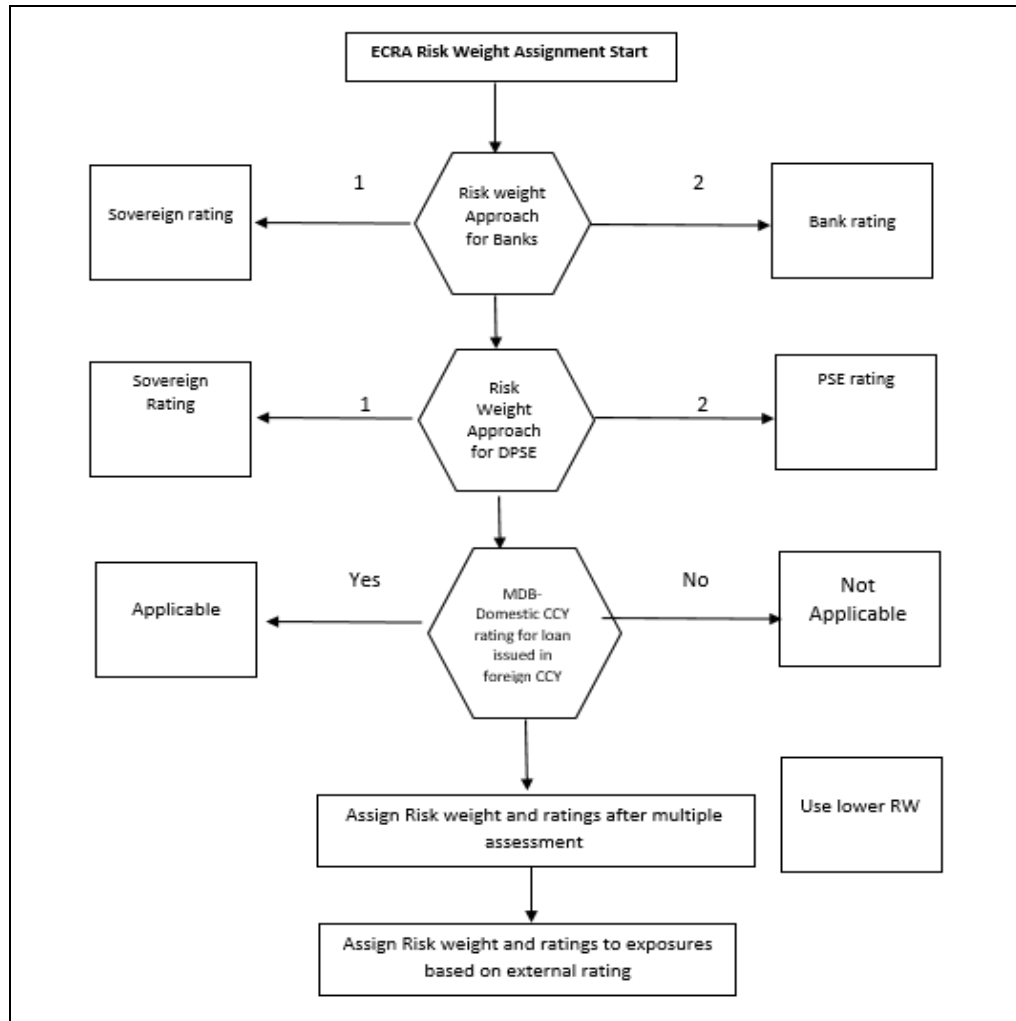 ECRA Risk Weight Assignment Start
1
2
Sovereign rating
Risk weight
Approach
for Banks
Bank rating
Sovereign
Rating
1
Risk
Weight
Approach
for DPSE
2
PSE rating
Applicable
Yes
MDB-
Domestic CCY
rating for loan
issued in
foreign CCY
No
Not
Applicable
Assign Risk weight and ratings after multiple
assessment
Use lower RW
Assign Risk weight and ratings to exposures
based on external rating